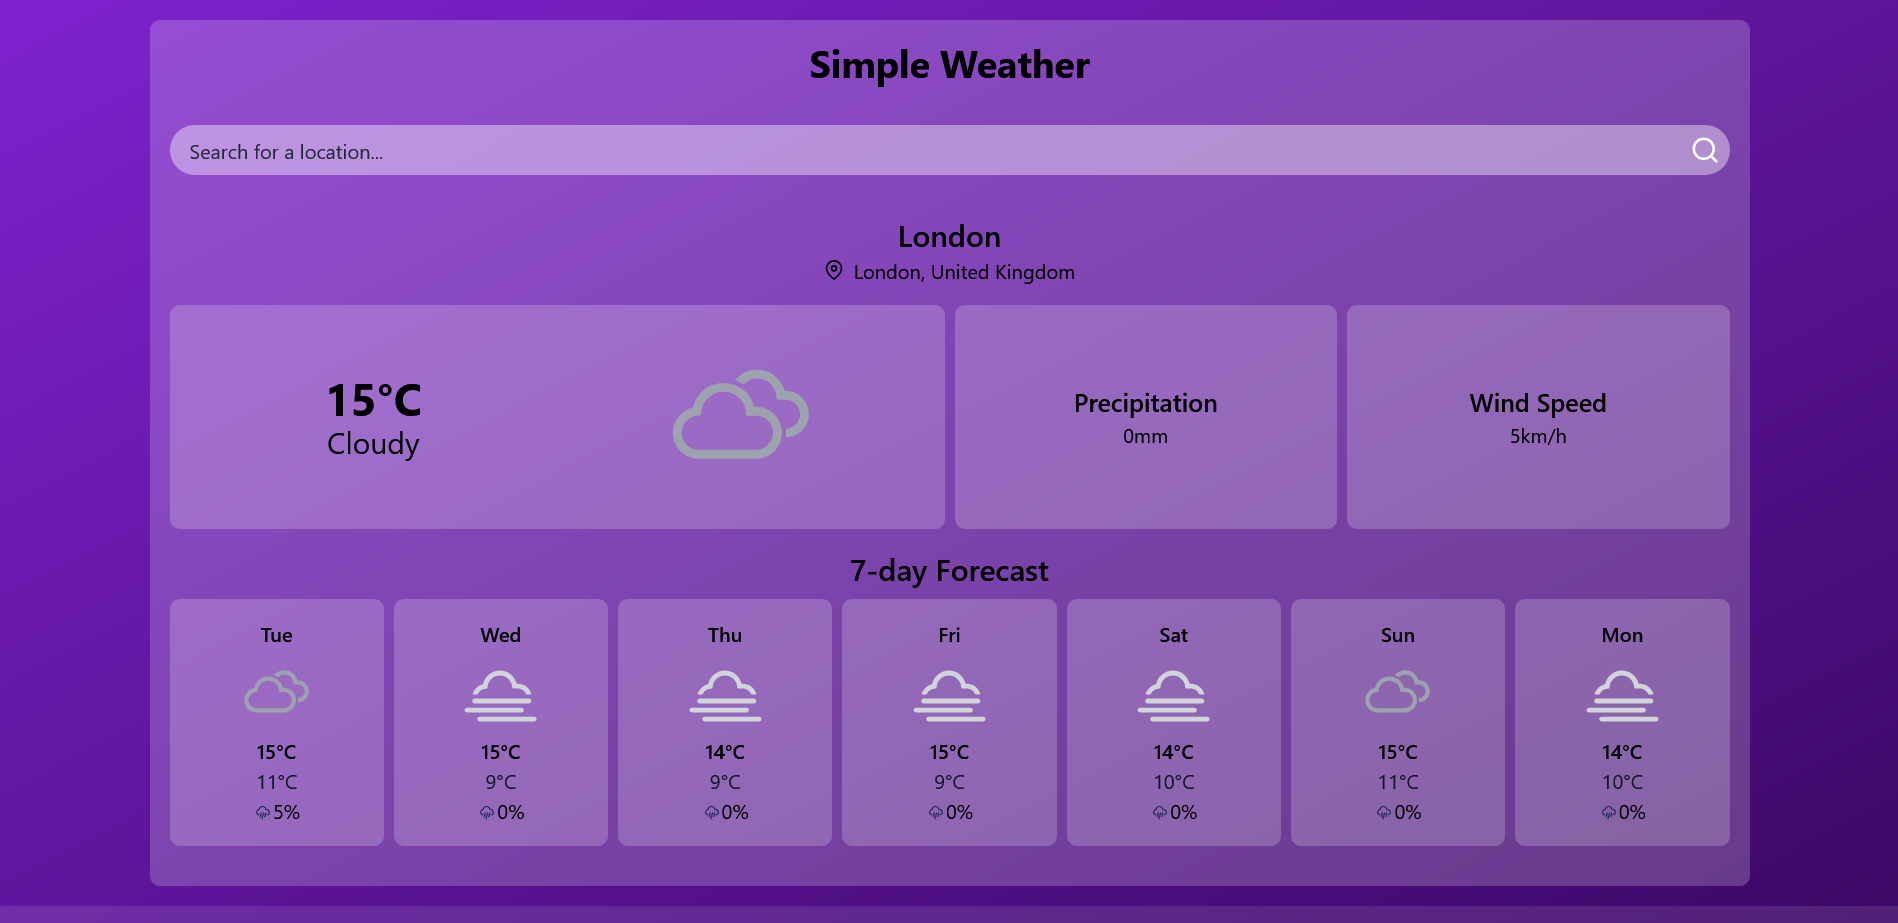 Simple Weather
Search for a location...
London
London, United Kingdom
15°C
Cloudy
Precipitation
0mm
Wind Speed
5km/h
7-day Forecast
Tue
15°C
11°C
5%
Wed
15°C
9°C
0%
Thu
14°C
9°C
0%
Fri
15°C
9°C
0%
Sat
14°C
10°C
0%
Sun
15°C
11°C
0%
Mon
14°C
10°C
0%